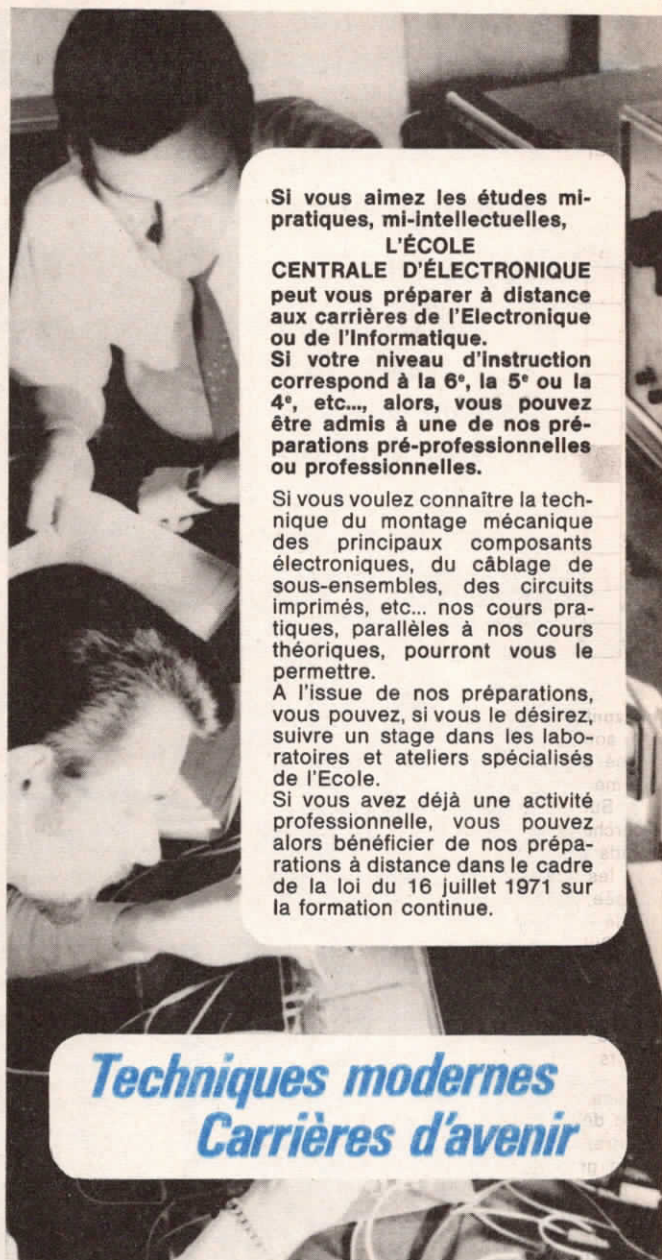 Si vous aimez les études mi-
pratiques, mi-intellectuelles,
L'ÉCOLE
CENTRALE D'ÉLECTRONIQUE
peut vous préparer à distance
aux carrières de l'Electronique
ou de l'Informatique.
Si votre niveau d'instruction
correspond à la 6e, la 5e ou la
4e, etc..., alors, vous pouvez
être admis à une de nos pré-
parations pré-professionnelles
ou professionnelles.
Si vous voulez connaître la tech-
nique du montage mécanique
des principaux composants
électroniques, du câblage de
sous-ensembles, des circuits
imprimés, etc... nos cours pra-
tiques, parallèles à nos cours
théoriques, pourront vous le
permettre.
A l'issue de nos préparations,
vous pouvez, si vous le désirez,
suivre un stage dans les labo-
ratoires et ateliers spécialisés
de l'Ecole.
Si vous avez déjà une activité
professionnelle, vous pouvez
alors bénéficier de nos prépa-
rations à distance dans le cadre
de la loi du 16 juillet 1971 sur
la formation continue.
Techniques modernes
Carrières d'avenir